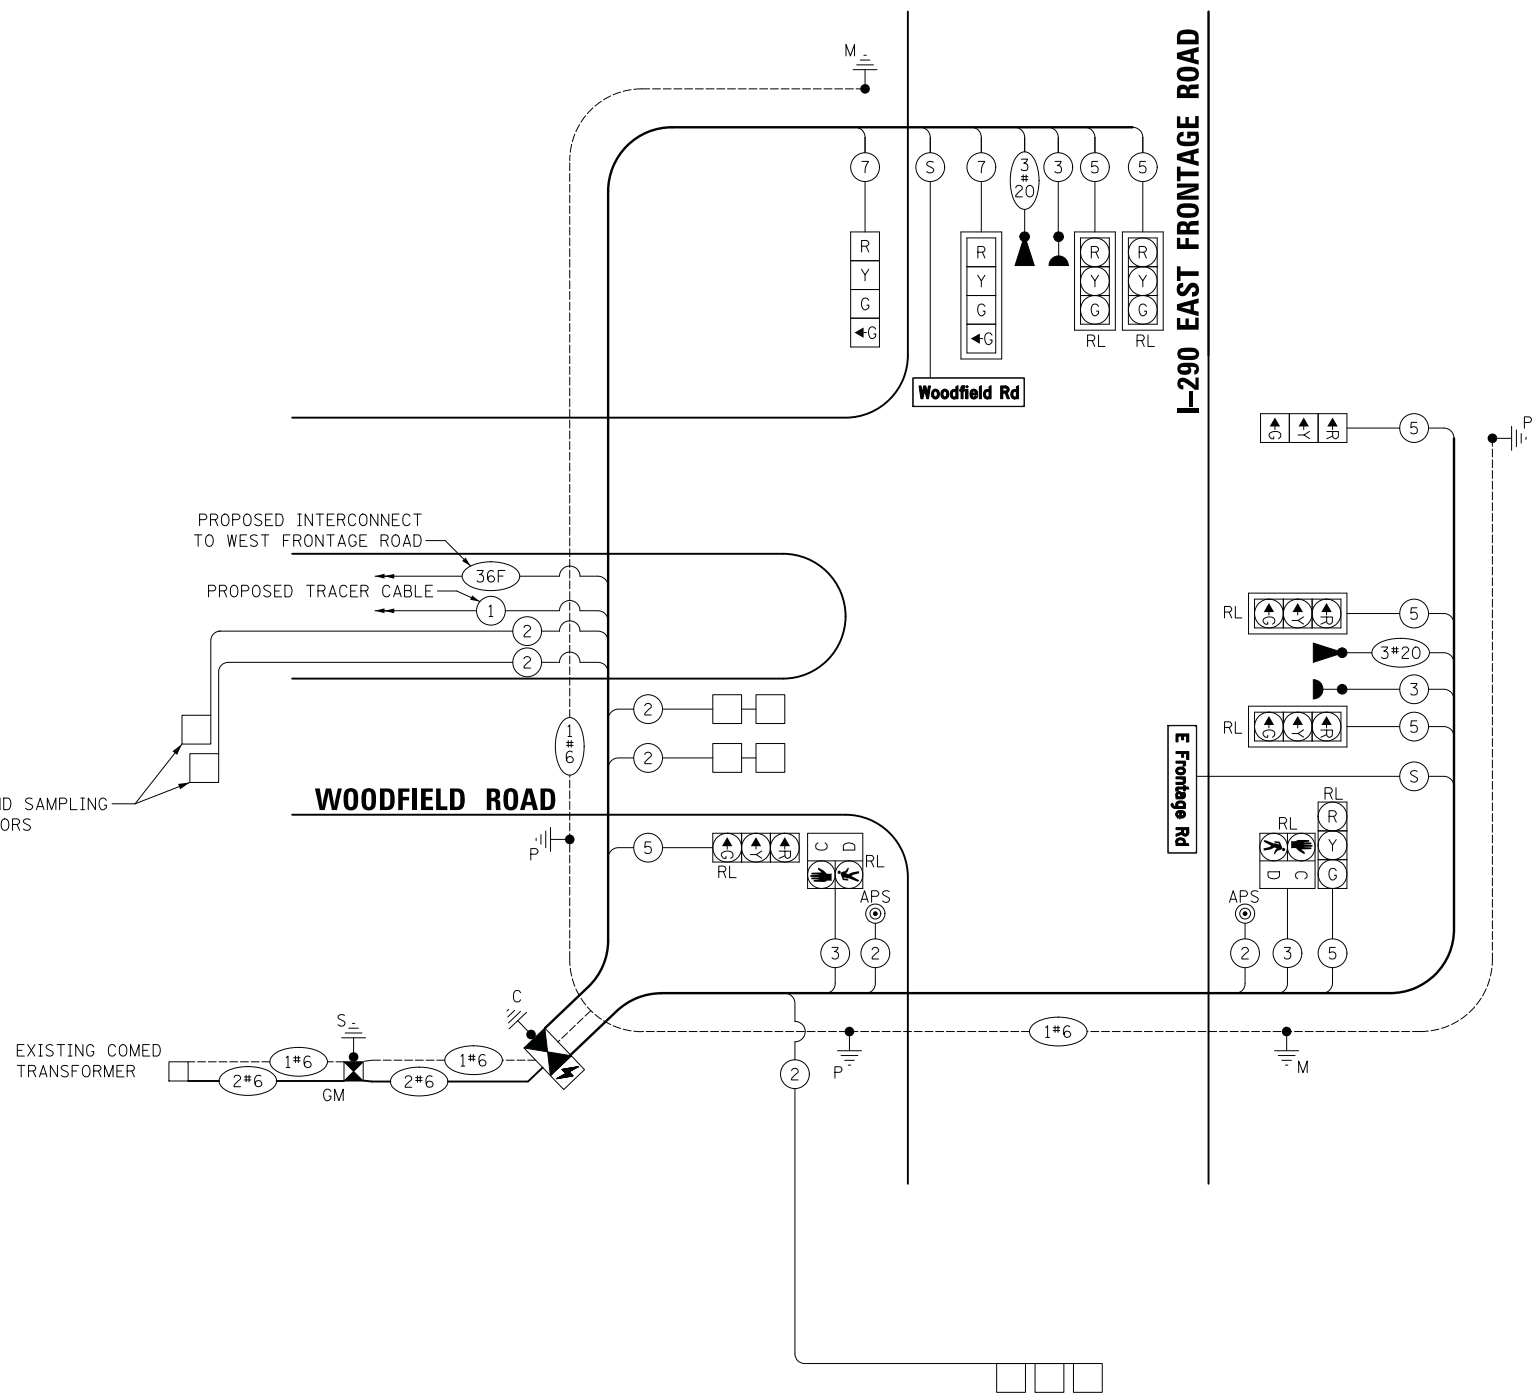 M
I-290 EAST FRONTAGE ROAD
7
S
7
3
#
20
3
5
5
R
Y
G
G
R
Y
G
G
R
Y
G
RL
R
Y
G
RL
Woodfield Rd
G
Y
R
5
P
PROPOSED INTERCONNECT
TO WEST FRONTAGE ROAD
36F
PROPOSED TRACER CABLE
1
2
2
RL
G
Y
R
5
3#20
3
RL
G
Y
R
5
S
E Frontage Rd
2
2
1
#
6
SAMPLING
WOODFIELD ROAD
P
5
G
Y
R
RL
C
D
RL
APS
3
2
RL
R
Y
G
RL
D
C
APS
2
3
5
C
S
EXISTING COMED
TRANSFORMER
1#6
1#6
2#6
2#6
GM
P
1#6
M
2